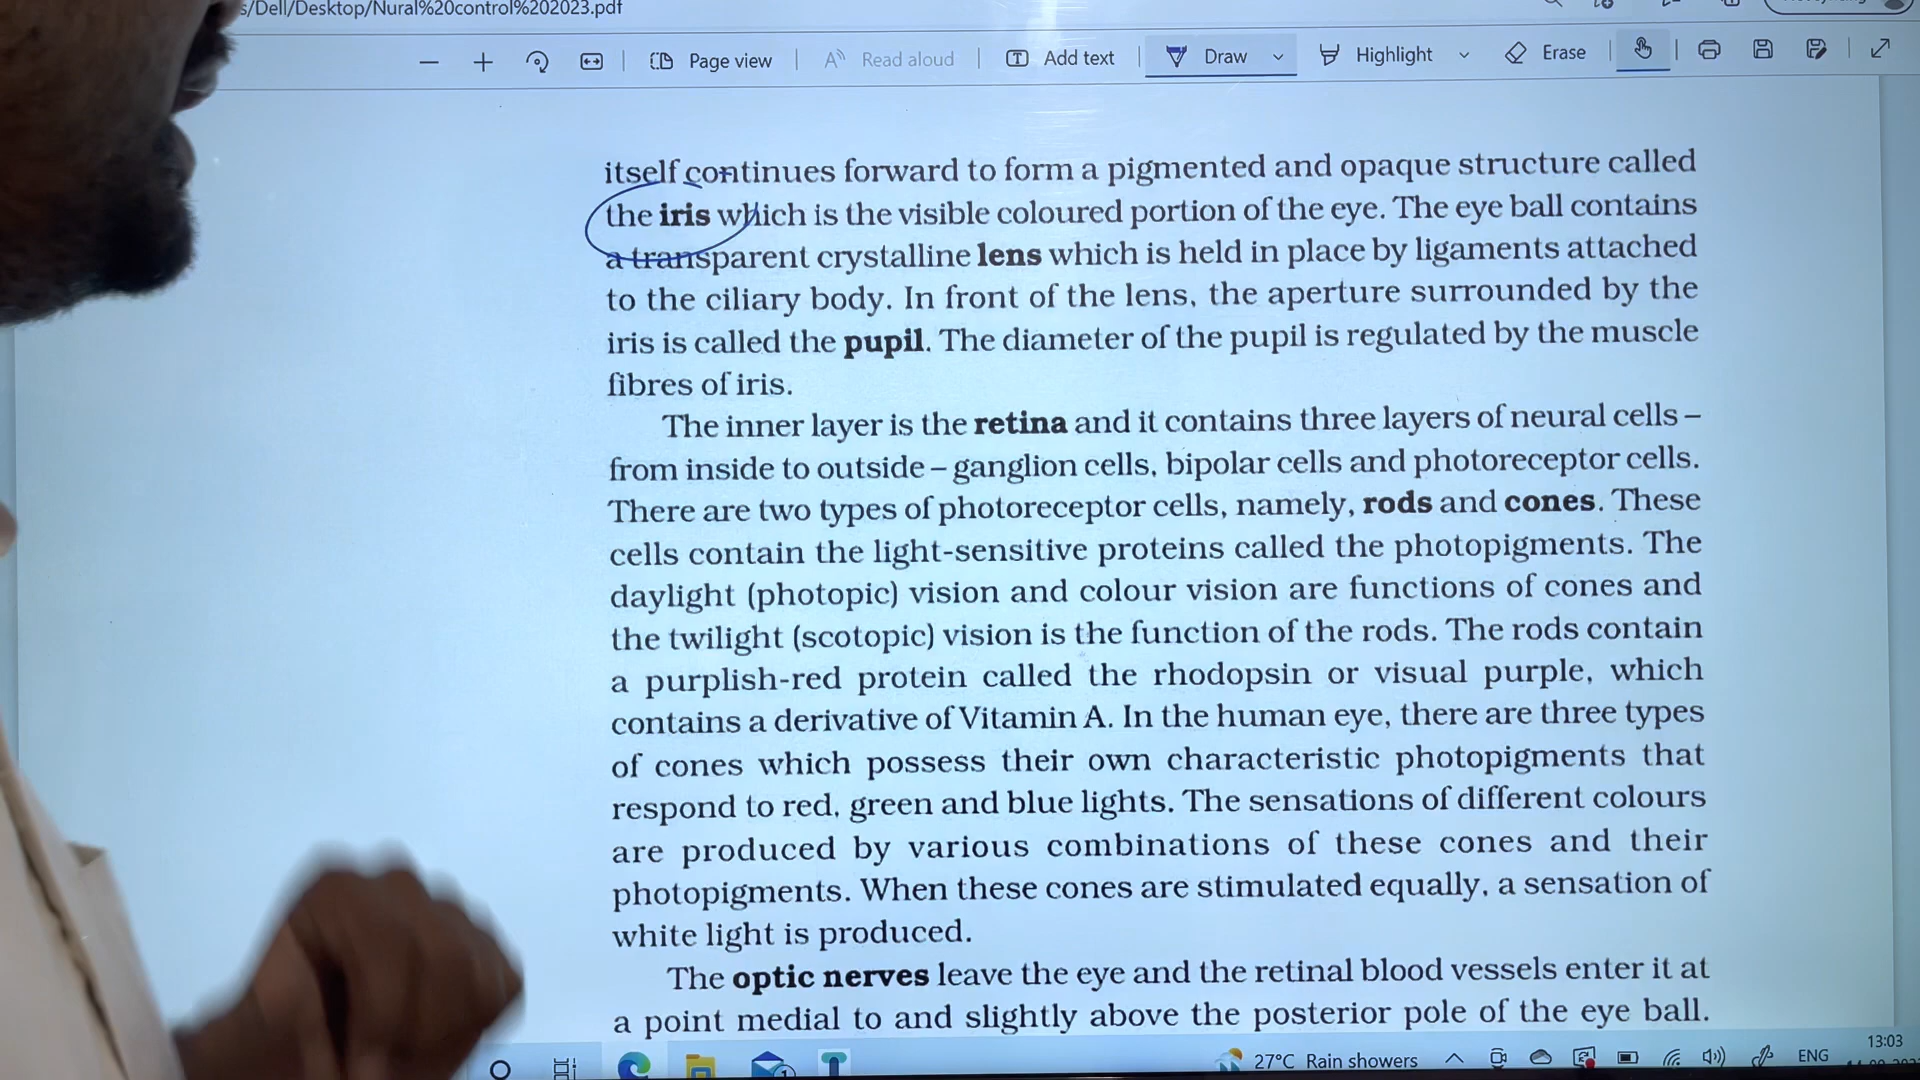 s/Dell/Desktop/Nural%20control%202023.pdf
Page view
Read aloud
Add text
Draw
Highlight
Erase
itself continues forward to form a pigmented and opaque structure called
the iris which is the visible coloured portion of the eye. The eye ball contains
a transparent crystalline lens which is held in place by ligaments attached
to the ciliary body. In front of the lens, the aperture surrounded by the
iris is called the pupil. The diameter of the pupil is regulated by the muscle
fibres of iris.
The inner layer is the retina and it contains three layers of neural cells –
from inside to outside – ganglion cells, bipolar cells and photoreceptor cells.
There are two types of photoreceptor cells, namely, rods and cones. These
cells contain the light-sensitive proteins called the photopigments. The
daylight (photopic) vision and colour vision are functions of cones and
the twilight (scotopic) vision is the function of the rods. The rods contain
a purplish-red protein called the rhodopsin or visual purple, which
contains a derivative of Vitamin A. In the human eye, there are three types
of cones which possess their own characteristic photopigments that
respond to red, green and blue lights. The sensations of different colours
are produced by various combinations of these cones and their
photopigments. When these cones are stimulated equally, a sensation of
white light is produced.
The optic nerves leave the eye and the retinal blood vessels enter it at
a point medial to and slightly above the posterior pole of the eye ball.
27°C Rain showers
ENG
13:03